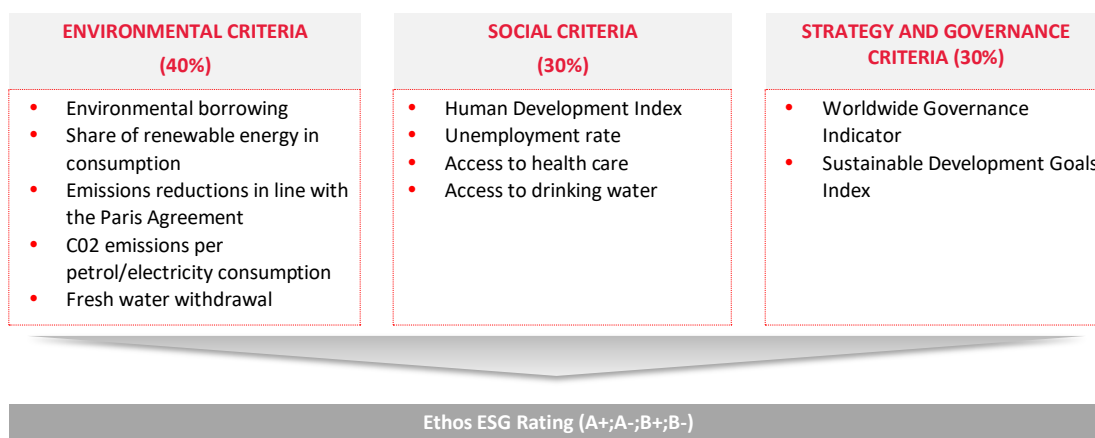 ENVIRONMENTAL CRITERIA
(40%)
• Environmental borrowing
• Share of renewable energy in
consumption
• Emissions reductions in line with
the Paris Agreement
• C02 emissions per
petrol/electricity consumption
• Fresh water withdrawal
SOCIAL CRITERIA
(30%)
• Human Development Index
• Unemployment rate
• Access to health care
• Access to drinking water
STRATEGY AND GOVERNANCE
CRITERIA (30%)
• Worldwide Governance
Indicator
• Sustainable Development Goals
Index
Ethos ESG Rating (A+;A-;B+;B-)